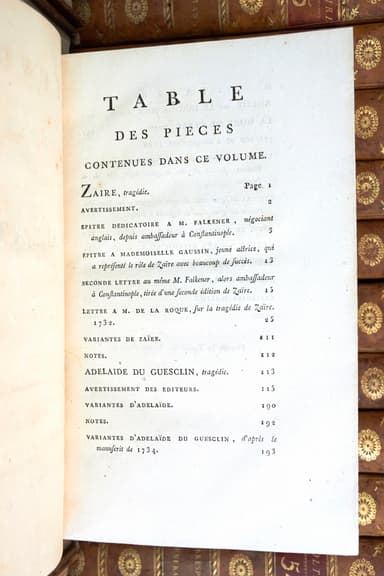 TABLE
DES PIECES
CONTENUES DANS CE VOLUME.
ZAIRE, tragédie. Page 1
AVERTISSEMENT. 2
EPITRE DEDICATOIRE A M. FALKENER, négociant
anglais, depuis ambassadeur à Constantinople. 3
EPITRE A MADEMOISELLE GAUSSIN, jeune actrice, qui
a représenté le rôle de Zaïre avec beaucoup de succès. 13
SECONDE LETTRE au même M. Falkener, alors ambassadeur
à Constantinople, tirée d'une seconde édition de Zaïre. 15
LETTRE A M. DE LA ROQUE, sur la tragédie de Zaïre.
1732. 25
VARIANTES DE ZAÏRE. 111
NOTES. 112
ADELAIDE DU GUESCLIN, tragédie. 113
AVERTISSEMENT DES EDITEURS. 115
VARIANTES D'ADELAÏDE. 190
NOTES. 192
VARIANTES D'ADELAÏDE DU GUESCLIN, d'après le
manuscrit de 1734. 193